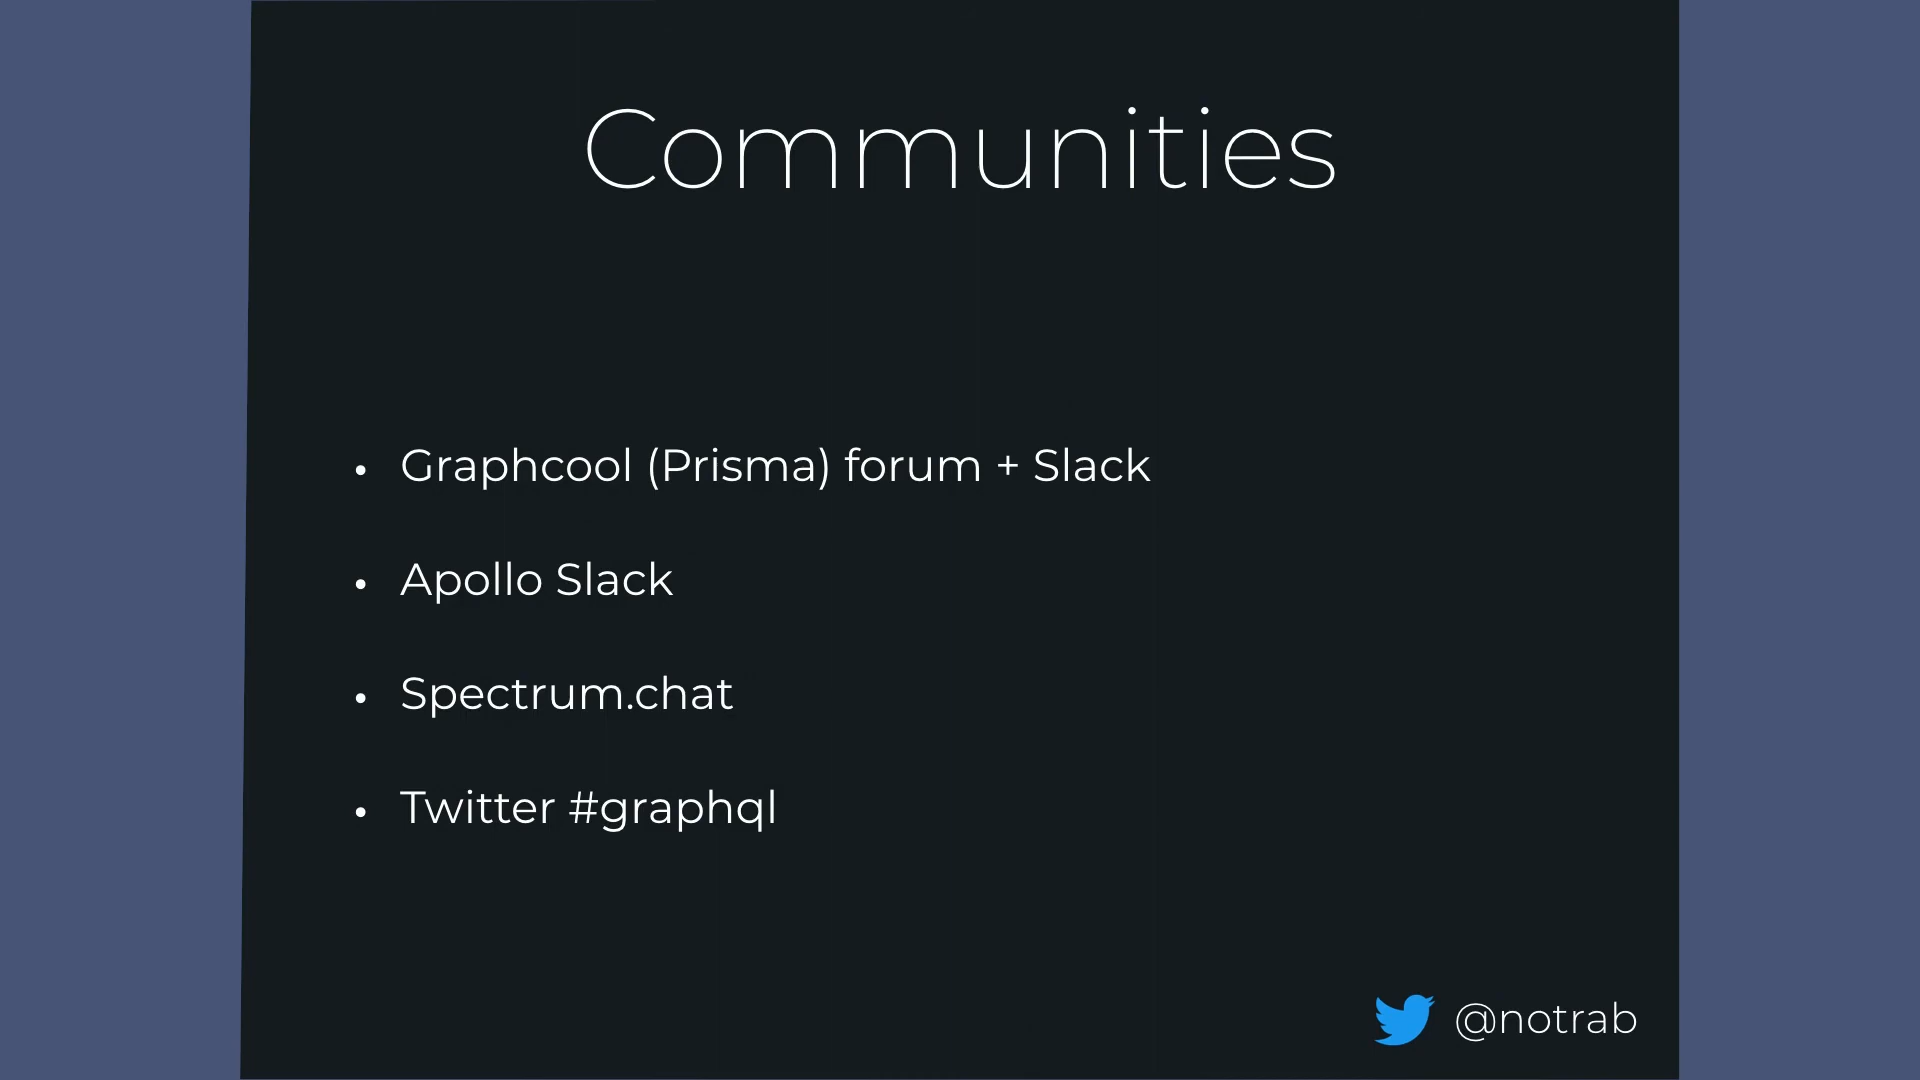 Communities
• Graphcool (Prisma) forum + Slack
• Apollo Slack
• Spectrum.chat
• Twitter #graphql
@notrab